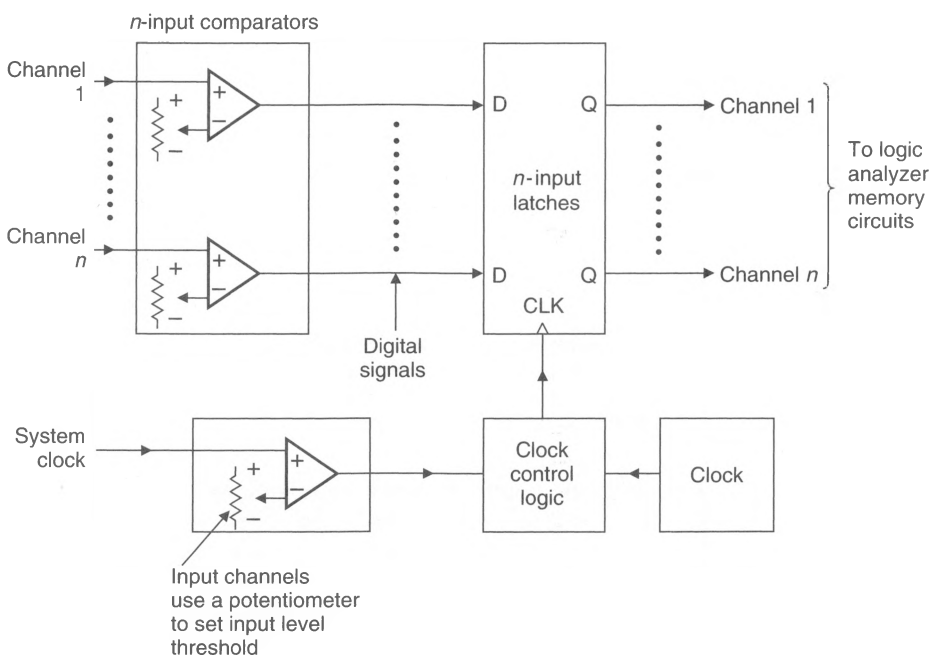 n-input comparators
Channel
1
+
−
+
−
Channel
n
+
−
+
−
Digital
signals
D
Q
n-input
latches
D
Q
CLK
Channel 1
Channel n
To logic
analyzer
memory
circuits
System
clock
+
−
+
−
Clock
control
logic
Clock
Input channels
use a potentiometer
to set input level
threshold